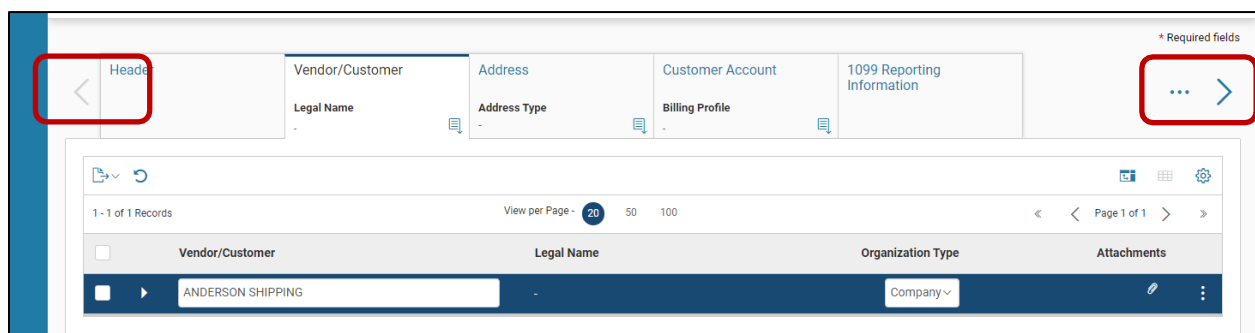 * Required fields
Header
Vendor/Customer
Legal Name
-
Address
Address Type
-
Customer Account
Billing Profile
-
1099 Reporting
Information
...
1 - 1 of 1 Records
View per Page - 20 50 100
Page 1 of 1
Vendor/Customer Legal Name Organization Type Attachments
ANDERSON SHIPPING - Company